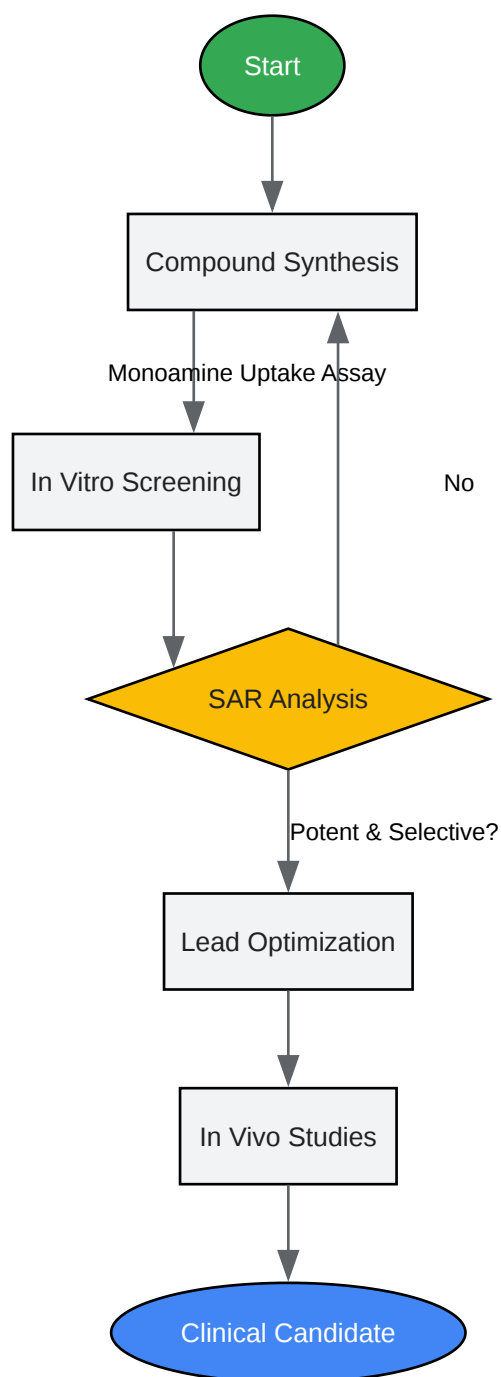 Start
Compound Synthesis
Monoamine Uptake Assay
In Vitro Screening
No
SAR Analysis
Potent & Selective?
Lead Optimization
In Vivo Studies
Clinical Candidate